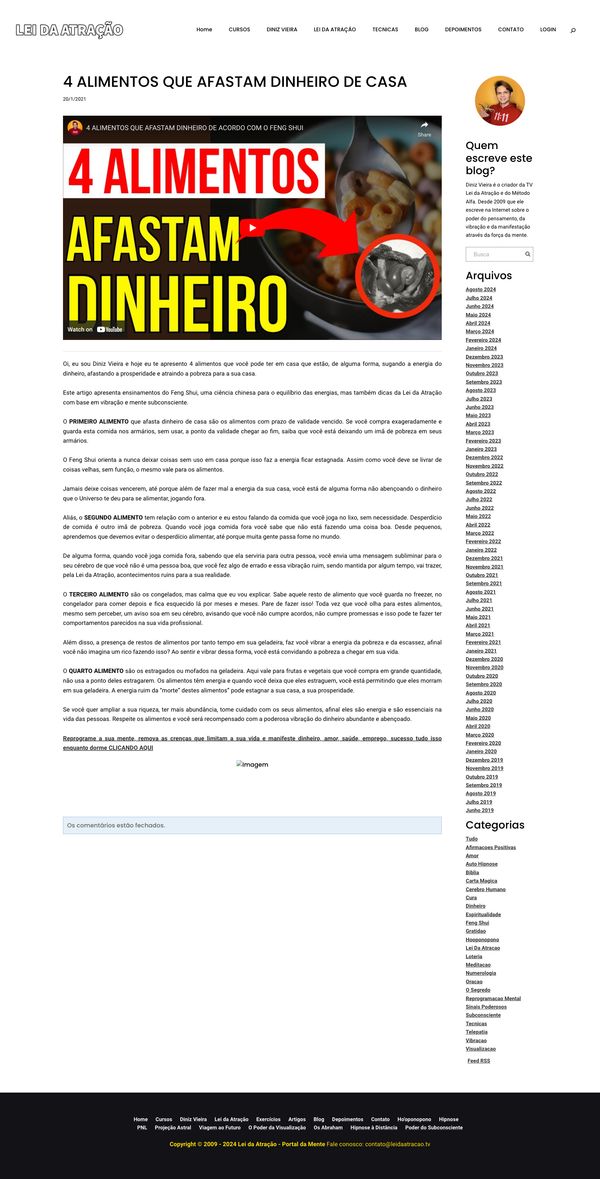 LEI DA ATRAÇÃO
Home CURSOS DINIZ VIEIRA LEI DA ATRAÇÃO TECNICAS BLOG DEPOIMENTOS CONTATO LOGIN
4 ALIMENTOS QUE AFASTAM DINHEIRO DE CASA
20/1/2021
4 ALIMENTOS QUE AFASTAM DINHEIRO DE ACORDO COM O FENG SHUI
Share
4 ALIMENTOS
AFASTAM
DINHEIRO
Watch on YouTube
Oi, eu sou Diniz Vieira e hoje eu te apresento 4 alimentos que você pode ter em casa que estão, de alguma forma, sugando a energia do
dinheiro, afastando a prosperidade e atraindo a pobreza para a sua casa.
Este artigo apresenta ensinamentos do Feng Shui, uma ciência chinesa para o equilíbrio das energias, mas também dicas da Lei da Atração
com base em vibração e mente subconsciente.
O PRIMEIRO ALIMENTO que afasta dinheiro de casa são os alimentos com prazo de validade vencido. Se você compra exageradamente e
guarda esta comida nos armários, sem usar, a ponto da validade chegar ao fim, saiba que você está deixando um imã de pobreza em seus
armários.
O Feng Shui orienta a nunca deixar coisas sem uso em casa porque isso faz a energia ficar estagnada. Assim como você deve se livrar de
coisas velhas, sem função, o mesmo vale para os alimentos.
Jamais deixe coisas vencerem, até porque além de fazer mal a energia da sua casa, você está de alguma forma não abençoando o dinheiro
que o Universo te deu para se alimentar, jogando fora.
Aliás, o SEGUNDO ALIMENTO tem relação com o anterior e eu estou falando da comida que você joga no lixo, sem necessidade. Desperdício
de comida é outro imã de pobreza. Quando você joga comida fora você sabe que não está fazendo uma coisa boa. Desde pequenos,
aprendemos que devemos evitar o desperdício alimentar, até porque muita gente passa fome no mundo.
De alguma forma, quando você joga comida fora, sabendo que ela serviria para outra pessoa, você envia uma mensagem subliminar para o
seu cérebro de que você não é uma pessoa boa, que você fez algo de errado e essa vibração ruim, sendo mantida por algum tempo, vai trazer,
pela Lei da Atração, acontecimentos ruins para a sua realidade.
O TERCEIRO ALIMENTO são os congelados, mas calma que eu vou explicar. Sabe aquele resto de alimento que você guarda no freezer, no
congelador para comer depois e fica esquecido lá por meses e meses. Pare de fazer isso! Toda vez que você olha para estes alimentos,
mesmo sem perceber, um aviso soa em seu cérebro, avisando que você não cumpre acordos, não cumpre promessas e isso pode te fazer ter
comportamentos parecidos na sua vida profissional.
Além disso, a presença de restos de alimentos por tanto tempo em sua geladeira, faz você vibrar a energia da pobreza e da escassez, afinal
você não imagina um rico fazendo isso? Ao sentir e vibrar dessa forma, você está convidando a pobreza a chegar em sua vida.
O QUARTO ALIMENTO são os estragados ou mofados na geladeira. Aqui vale para frutas e vegetais que você compra em grande quantidade,
não usa a ponto deles estragarem. Os alimentos têm energia e quando você deixa que eles estraguem, você está permitindo que eles morram
em sua geladeira. A energia ruim da "morte" destes alimentos" pode estagnar a sua casa, a sua prosperidade.
Se você quer ampliar a sua riqueza, ter mais abundância, tome cuidado com os seus alimentos, afinal eles são energia e são essenciais na
vida das pessoas. Respeite os alimentos e você será recompensado com a poderosa vibração do dinheiro abundante e abençoado.
Reprograme a sua mente, remova as crenças que limitam a sua vida e manifeste dinheiro, amor, saúde, emprego, sucesso tudo isso
enquanto dorme CLICANDO AQUI
Imagem
Os comentários estão fechados.
11:11
Quem
escreve este
blog?
Diniz Vieira é o criador da TV
Lei da Atração e do Método
Alfa. Desde 2009 que ele
escreve na Internet sobre o
poder do pensamento, da
vibração e da manifestação
através da força da mente.
Busca
Arquivos
Agosto 2024
Julho 2024
Junho 2024
Maio 2024
Abril 2024
Março 2024
Fevereiro 2024
Janeiro 2024
Dezembro 2023
Novembro 2023
Outubro 2023
Setembro 2023
Agosto 2023
Julho 2023
Junho 2023
Maio 2023
Abril 2023
Março 2023
Fevereiro 2023
Janeiro 2023
Dezembro 2022
Novembro 2022
Outubro 2022
Setembro 2022
Agosto 2022
Julho 2022
Junho 2022
Maio 2022
Abril 2022
Março 2022
Fevereiro 2022
Janeiro 2022
Dezembro 2021
Novembro 2021
Outubro 2021
Setembro 2021
Agosto 2021
Julho 2021
Junho 2021
Maio 2021
Abril 2021
Março 2021
Fevereiro 2021
Janeiro 2021
Dezembro 2020
Novembro 2020
Outubro 2020
Setembro 2020
Agosto 2020
Julho 2020
Junho 2020
Maio 2020
Abril 2020
Março 2020
Fevereiro 2020
Janeiro 2020
Dezembro 2019
Novembro 2019
Outubro 2019
Setembro 2019
Agosto 2019
Julho 2019
Junho 2019
Categorias
Tudo
Afirmacoes Positivas
Amor
Auto Hipnose
Biblia
Carta Magica
Cerebro Humano
Cura
Dinheiro
Espiritualidade
Feng Shui
Gratidao
Hooponopono
Lei Da Atracao
Loteria
Meditacao
Numerologia
Oracao
O Segredo
Reprogramacao Mental
Sinais Poderosos
Subconsciente
Tecnicas
Telepatia
Vibracao
Visualizacao
Feed RSS
Home Cursos Diniz Vieira Lei da Atração Exercícios Artigos Blog Depoimentos Contato Ho'oponopono Hipnose
PNL Projeção Astral Viagem ao Futuro O Poder da Visualização Os Abraham Hipnose à Distância Poder do Subconsciente
Copyright © 2009 - 2024 Lei da Atração - Portal da Mente Fale conosco: contato@leidaatracao.tv